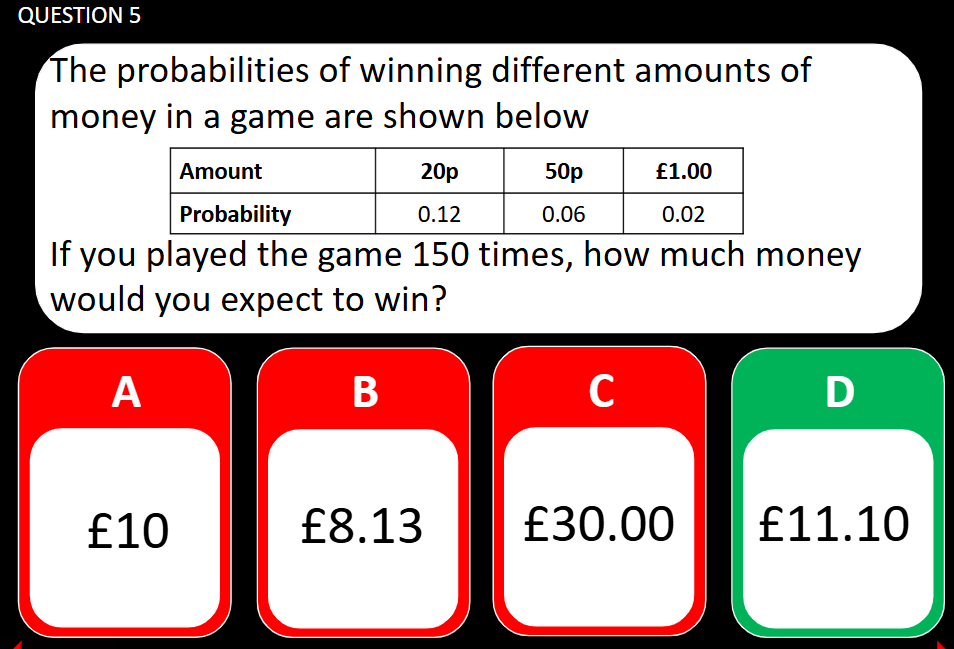 QUESTION 5
The probabilities of winning different amounts of
money in a game are shown below
Amount 20p 50p £1.00
Probability 0.12 0.06 0.02
If you played the game 150 times, how much money
would you expect to win?
A B C D
£10 £8.13 £30.00 £11.10